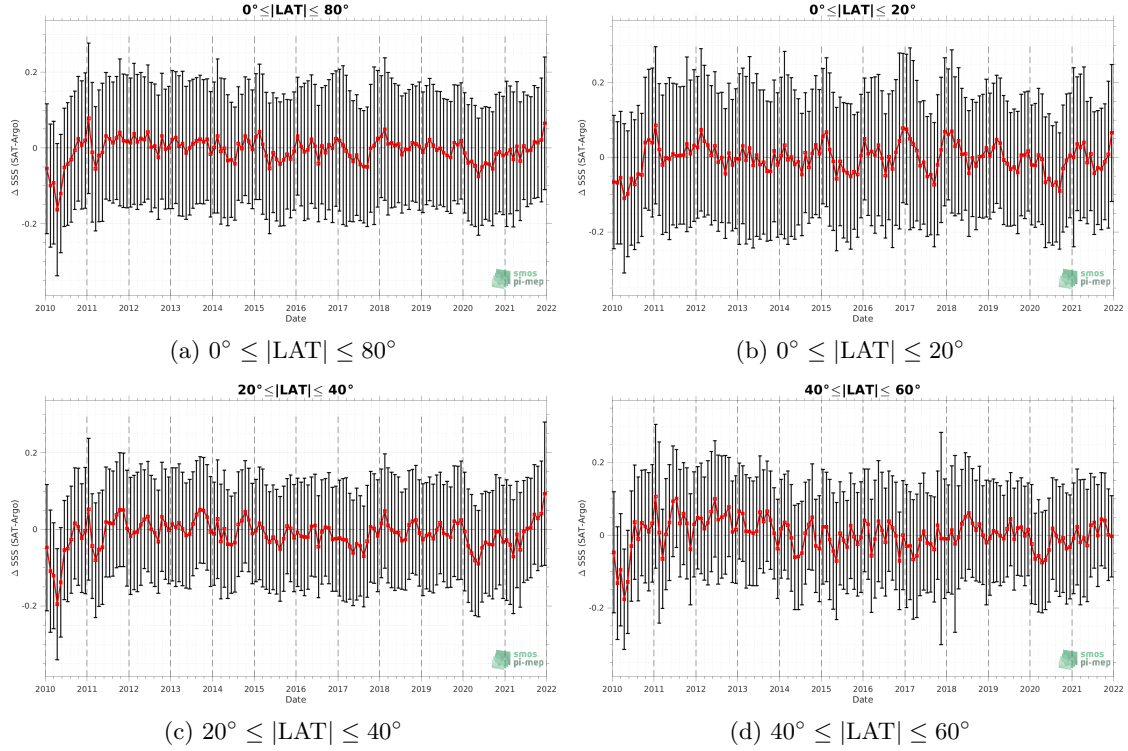 0°≤|LAT|≤ 80°
Δ SSS (SAT-Argo)
0.2
0
-0.2
smos
pi-mep
2010 2011 2012 2013 2014 2015 2016 2017 2018 2019 2020 2021 2022
Date
(a) 0° ≤ |LAT| ≤ 80°
0°≤|LAT|≤ 20°
Δ SSS (SAT-Argo)
0.2
0
-0.2
smos
pi-mep
2010 2011 2012 2013 2014 2015 2016 2017 2018 2019 2020 2021 2022
Date
(b) 0° ≤ |LAT| ≤ 20°
20°≤|LAT|≤ 40°
Δ SSS (SAT-Argo)
0.2
0
-0.2
smos
pi-mep
2010 2011 2012 2013 2014 2015 2016 2017 2018 2019 2020 2021 2022
Date
(c) 20° ≤ |LAT| ≤ 40°
40°≤|LAT|≤ 60°
Δ SSS (SAT-Argo)
0.2
0
-0.2
smos
pi-mep
2010 2011 2012 2013 2014 2015 2016 2017 2018 2019 2020 2021 2022
Date
(d) 40° ≤ |LAT| ≤ 60°